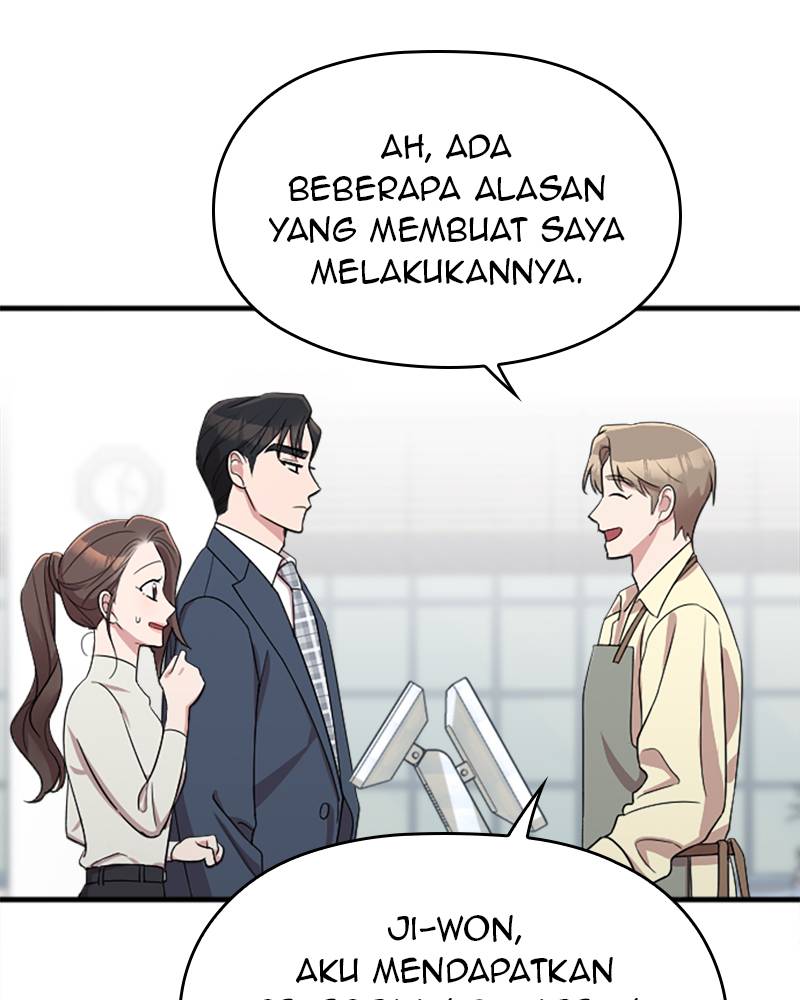 AH, ADA
BEBERAPA ALASAN
YANG MEMBUAT SAYA
MELAKUKANNYA.
JI-WON,
AKU MENDAPATKAN